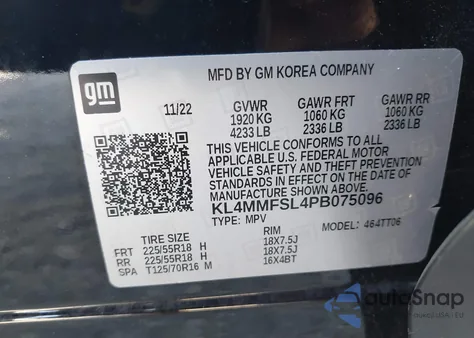 gm
MFD BY GM KOREA COMPANY
11/22 GVWR GAWR FRT GAWR RR
1920 KG 1060 KG 1060 KG
4233 LB 2336 LB 2336 LB
THIS VEHICLE CONFORMS TO ALL
APPLICABLE U.S. FEDERAL MOTOR
VEHICLE SAFETY AND THEFT PREVENTION
STANDARDS IN EFFECT ON THE DATE OF
MANUFACTURE SHOWN ABOVE.
KL4MMFSL4PB075096
TYPE: MPV MODEL: 464TT06
TIRE SIZE RIM
FRT 225/55R18 H 18X7.5J
RR 225/55R18 H 18X7.5J
SPA T125/70R16 M 16X4BT
AutoSnap